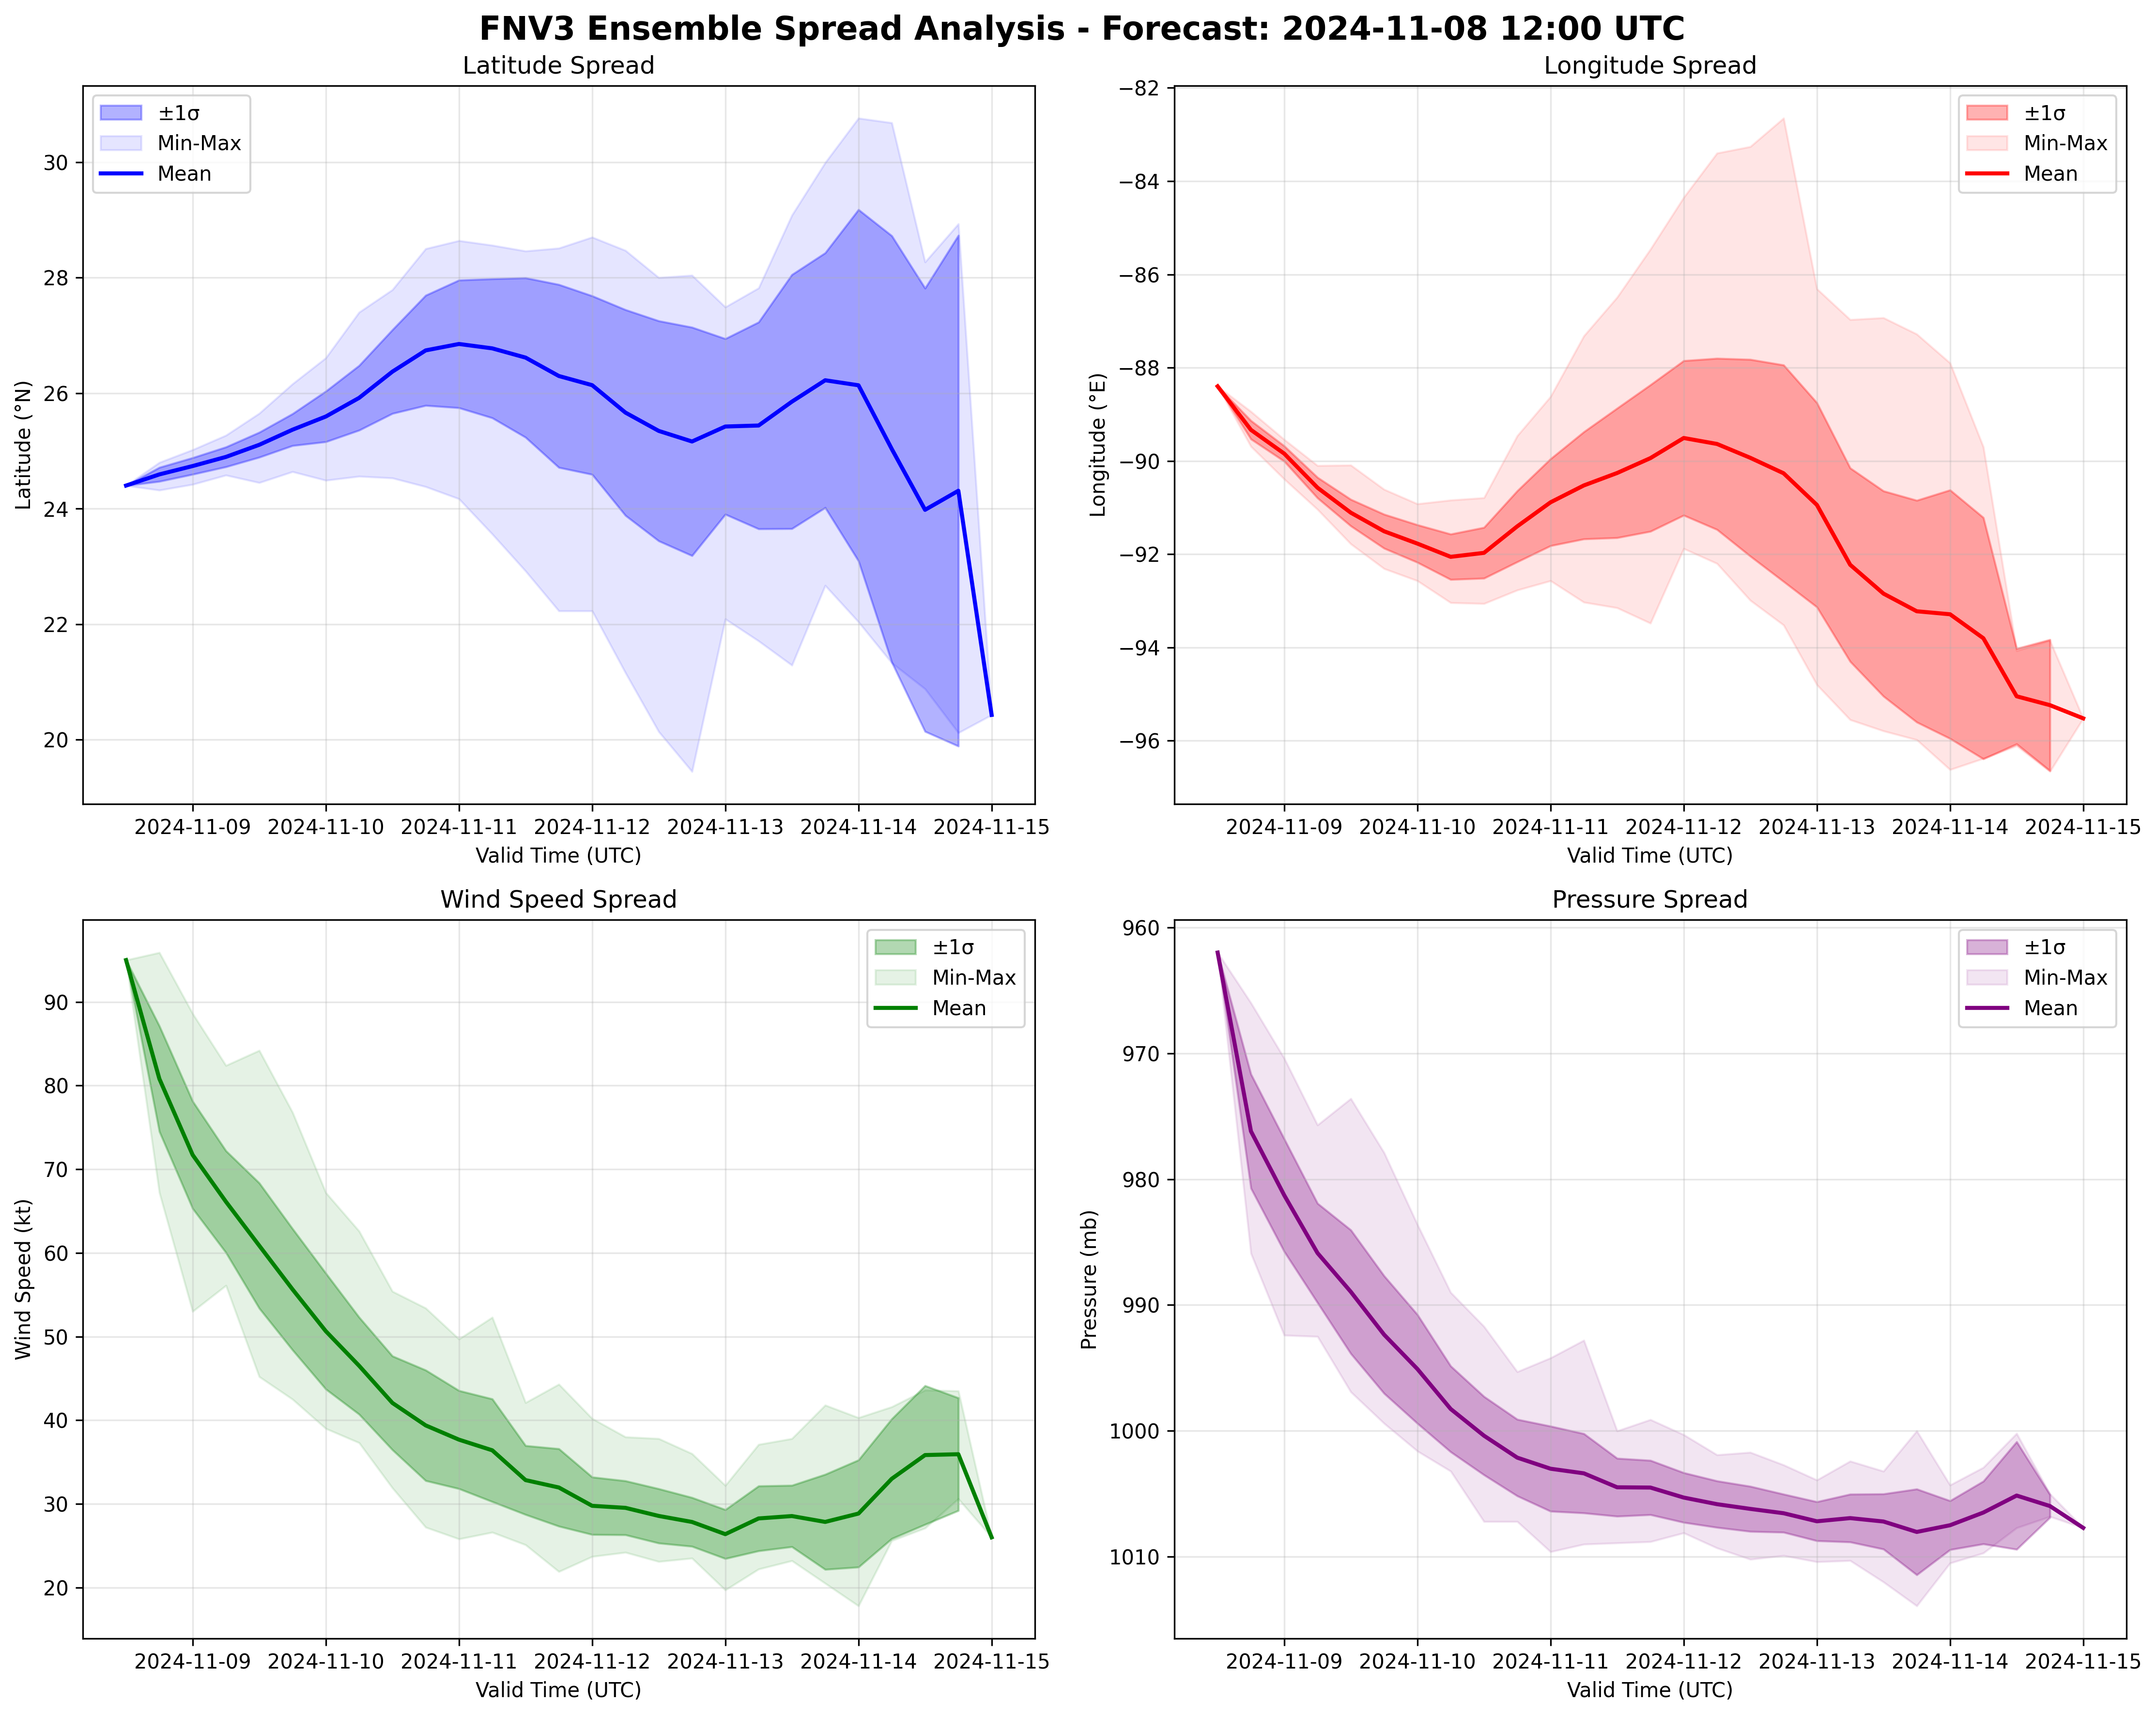 FNV3 Ensemble Spread Analysis - Forecast: 2024-11-08 12:00 UTC
Latitude Spread
±1σ
Min-Max
Mean
30
28
26
24
22
20
Latitude (°N)
2024-11-09 2024-11-10 2024-11-11 2024-11-12 2024-11-13 2024-11-14 2024-11-15
Valid Time (UTC)
Longitude Spread
±1σ
Min-Max
Mean
−82
−84
−86
−88
−90
−92
−94
−96
Longitude (°E)
2024-11-09 2024-11-10 2024-11-11 2024-11-12 2024-11-13 2024-11-14 2024-11-15
Valid Time (UTC)
Wind Speed Spread
±1σ
Min-Max
Mean
90
80
70
60
50
40
30
20
Wind Speed (kt)
2024-11-09 2024-11-10 2024-11-11 2024-11-12 2024-11-13 2024-11-14 2024-11-15
Valid Time (UTC)
Pressure Spread
±1σ
Min-Max
Mean
960
970
980
990
1000
1010
Pressure (mb)
2024-11-09 2024-11-10 2024-11-11 2024-11-12 2024-11-13 2024-11-14 2024-11-15
Valid Time (UTC)